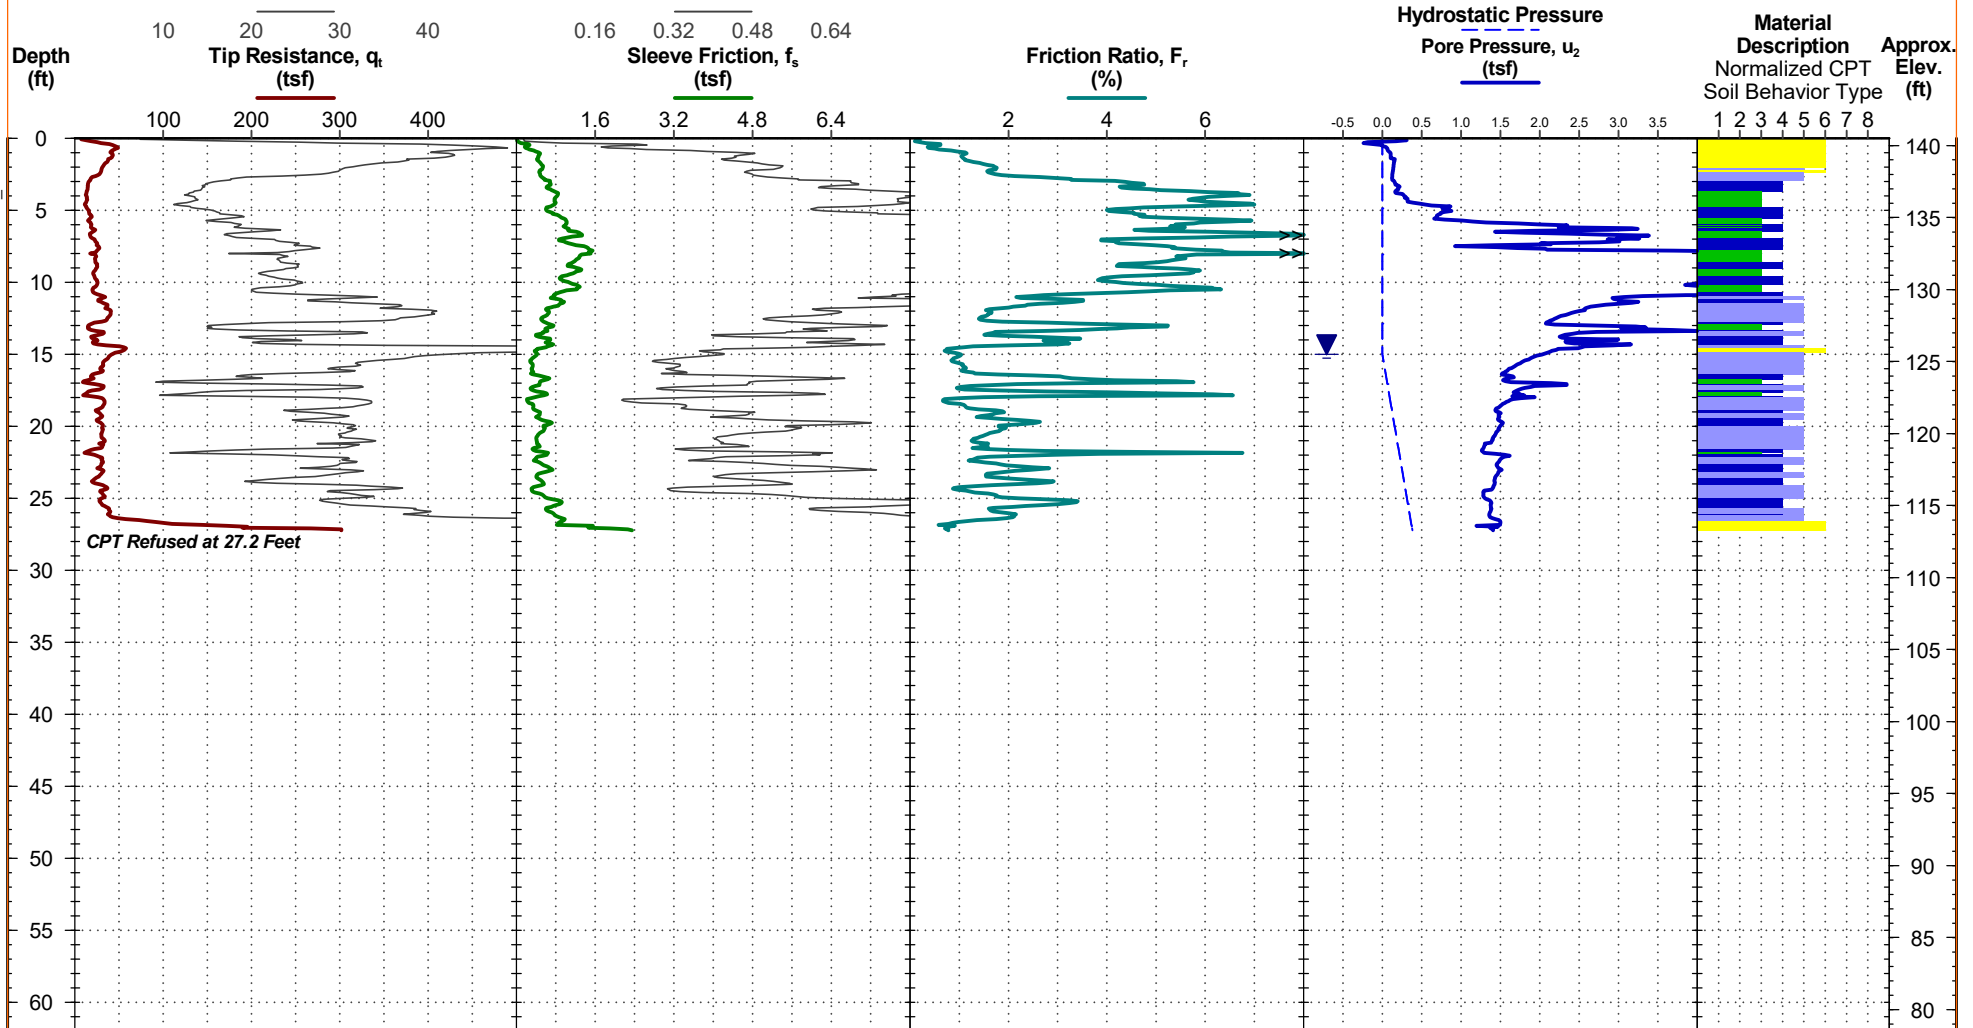 10 20 30 40
0.16 0.32 0.48 0.64
Hydrostatic Pressure
Depth
(ft)
Tip Resistance, qt
(tsf)
Sleeve Friction, fs
(tsf)
Friction Ratio, Fr
(%)
Pore Pressure, u2
(tsf)
Material
Description
Normalized CPT
Soil Behavior Type
Approx.
Elev.
(ft)
100 200 300 400
1.6 3.2 4.8 6.4
2 4 6
-0.5 0.0 0.5 1.0 1.5 2.0 2.5 3.0 3.5
1 2 3 4 5 6 7 8
0
140
5
135
>>
>>
10
130
15
125
20
120
25
115
CPT Refused at 27.2 Feet
30
110
35
105
40
100
45
95
50
90
55
85
60
80